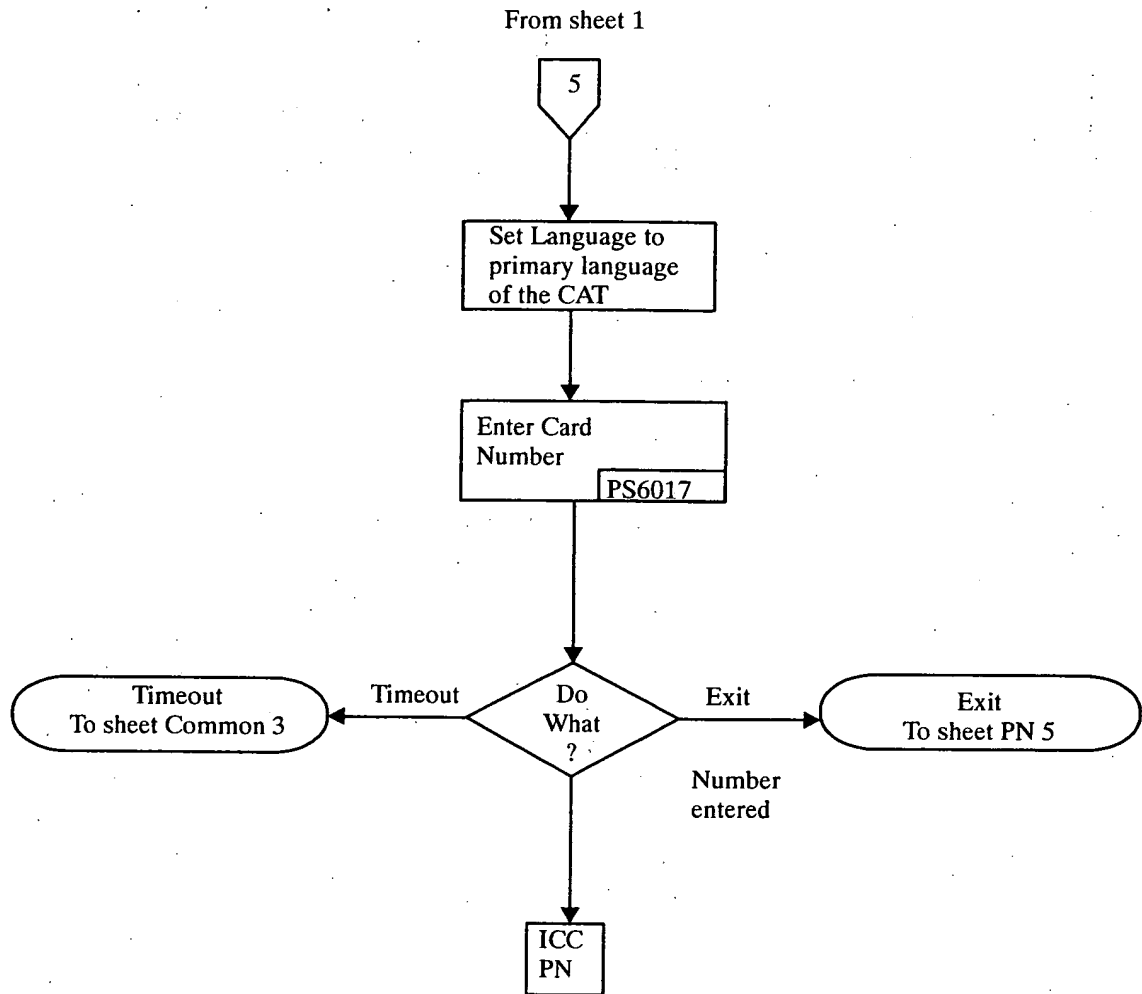 From sheet 1
5
Set Language to
primary language
of the CAT
Enter Card
Number
PS6017
Timeout
To sheet Common 3
Timeout
Do
What
?
Exit
Exit
To sheet PN 5
Number
entered
ICC
PN